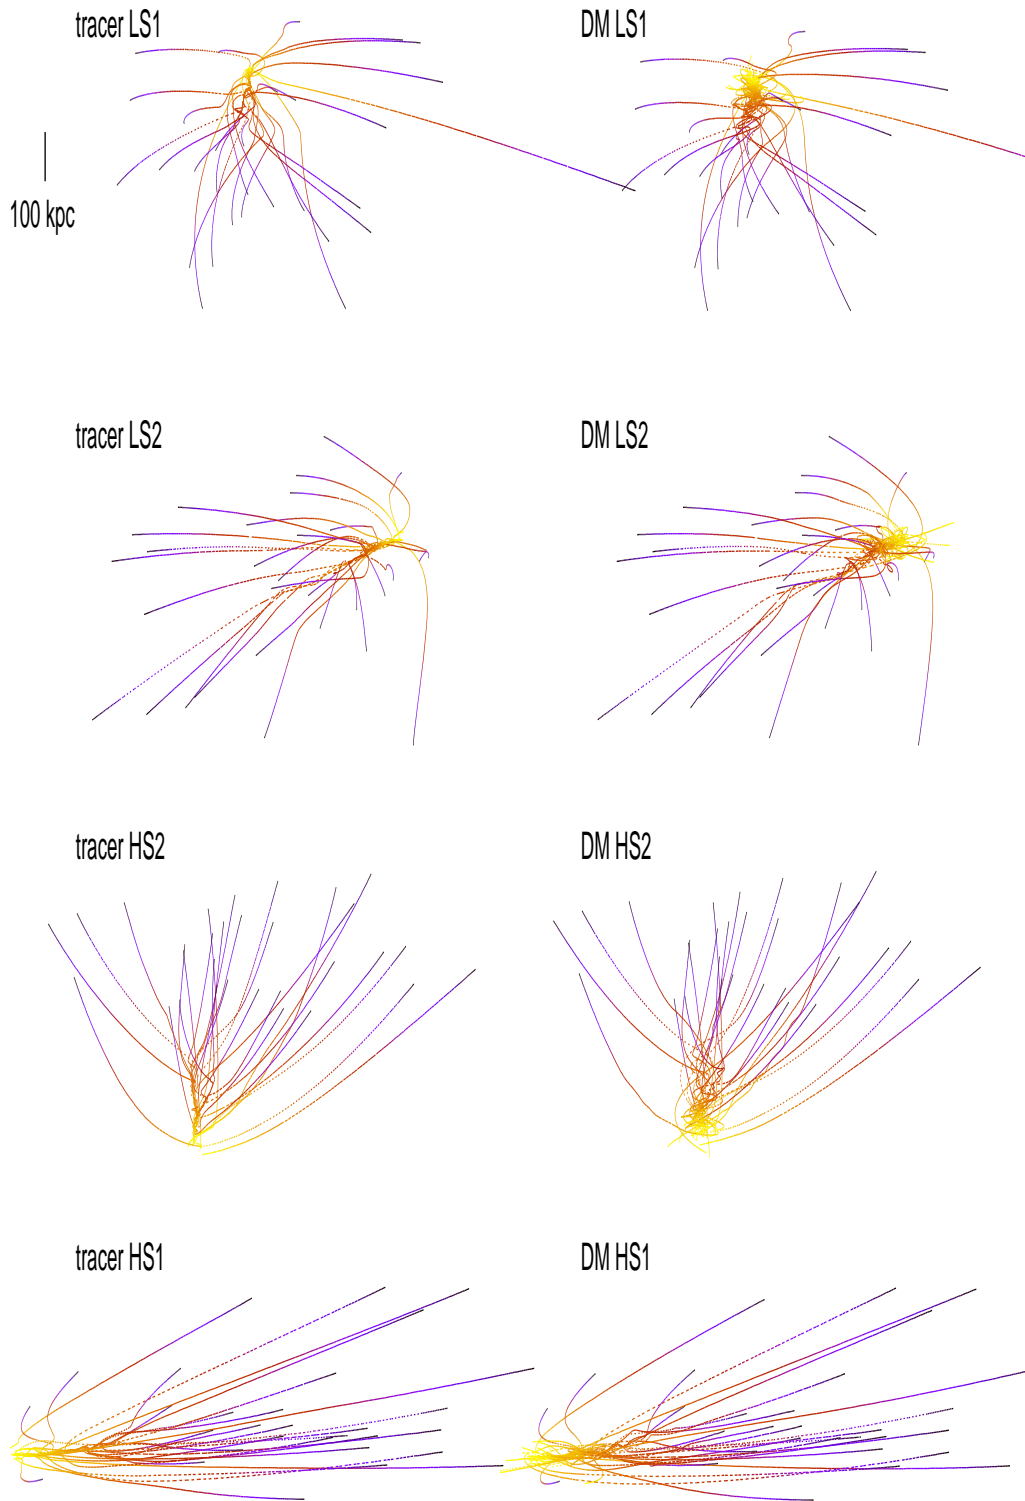 tracer LS1
DM LS1
100 kpc
tracer LS2
DM LS2
tracer HS2
DM HS2
tracer HS1
DM HS1